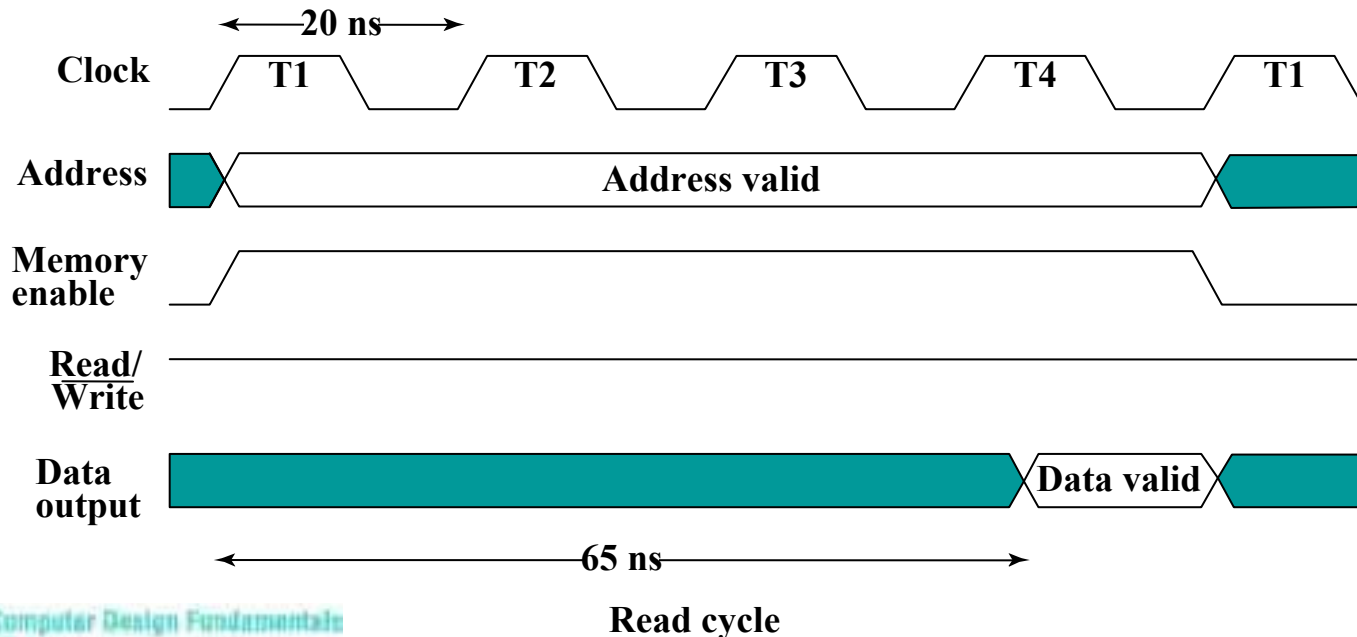 20 ns
Clock T1 T2 T3 T4 T1
Address Address valid
Memory
enable
Read/
Write
Data
output
Data valid
65 ns
Computer Design Fundamentals
Read cycle